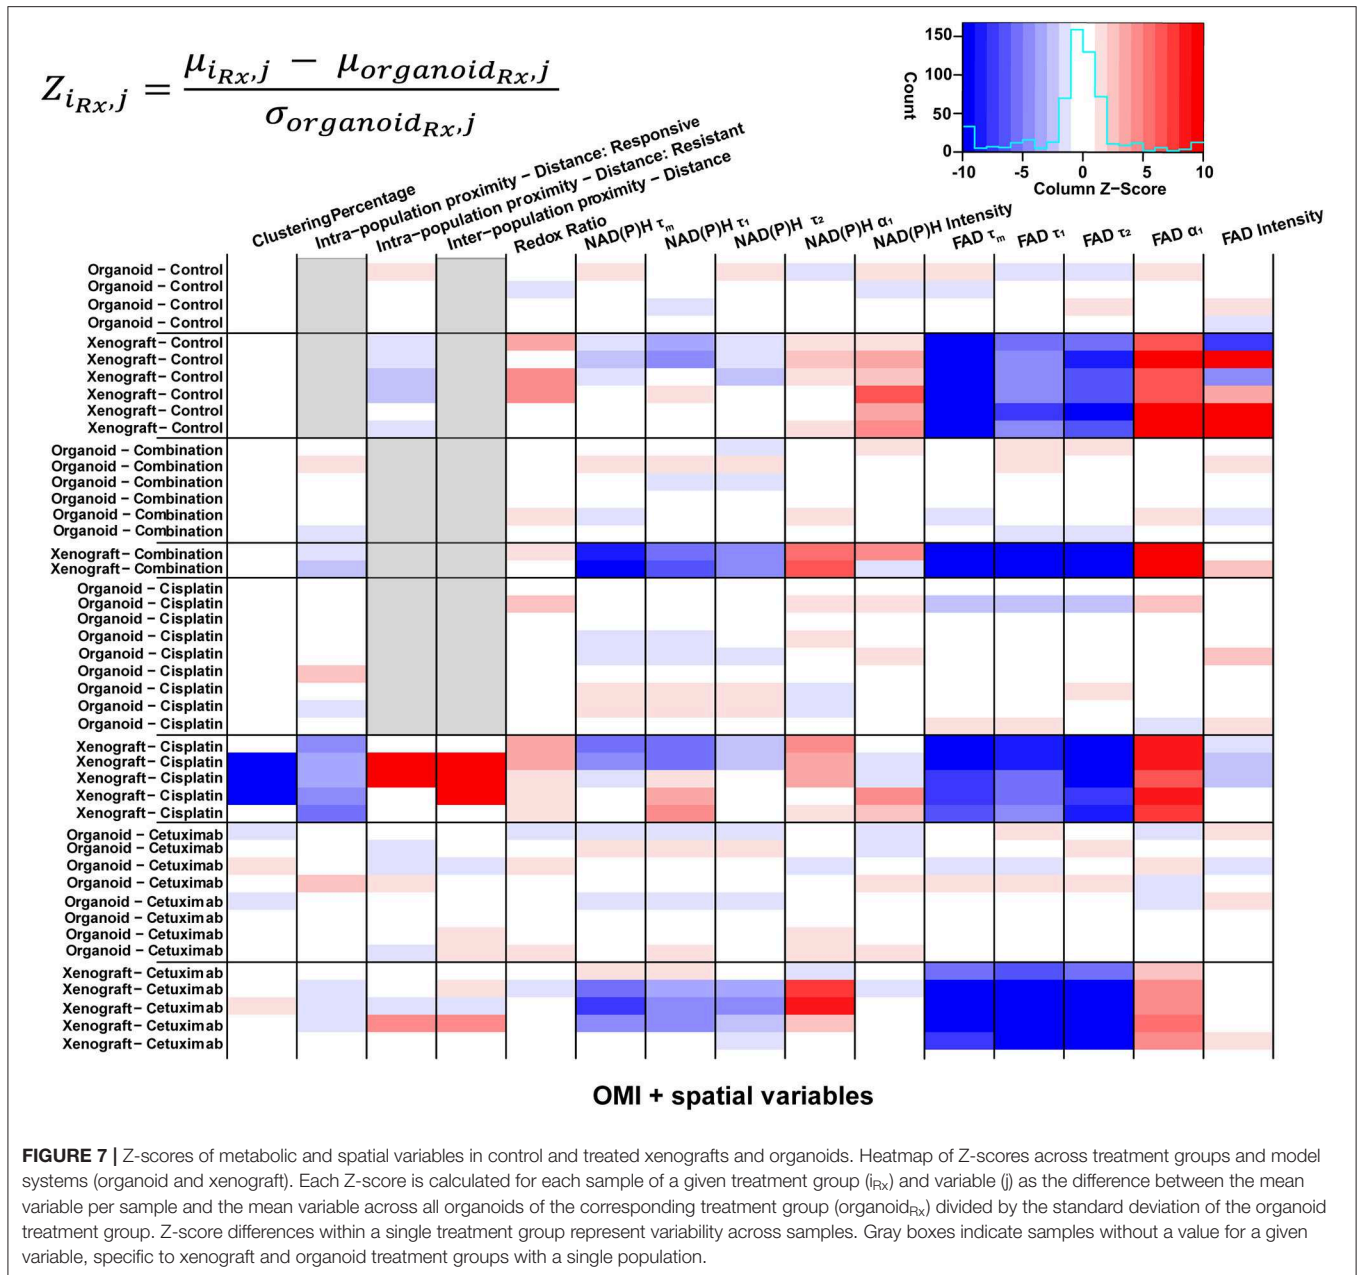 Z_{i_{Rx},j} = \frac{μ_{i_{Rx},j} − μ_{organoid_{Rx},j}}{σ_{organoid_{Rx},j}}
Count
150
100
50
0
-10 -5 0 5 10
Column Z−Score
ClusteringPercentage
Intra−population proximity − Distance: Responsive
Intra−population proximity − Distance: Resistant
Inter−population proximity − Distance
Redox Ratio
NAD(P)H τm
NAD(P)H τ1
NAD(P)H τ2
NAD(P)H α1
NAD(P)H Intensity
FAD τm
FAD τ1
FAD τ2
FAD α1
FAD Intensity
Organoid − Control
Organoid − Control
Organoid − Control
Organoid − Control
Xenograft− Control
Xenograft− Control
Xenograft− Control
Xenograft− Control
Xenograft− Control
Xenograft− Control
Organoid − Combination
Organoid − Combination
Organoid − Combination
Organoid − Combination
Organoid − Combination
Organoid − Combination
Xenograft− Combination
Xenograft− Combination
Organoid − Cisplatin
Organoid − Cisplatin
Organoid − Cisplatin
Organoid − Cisplatin
Organoid − Cisplatin
Organoid − Cisplatin
Organoid − Cisplatin
Organoid − Cisplatin
Organoid − Cisplatin
Xenograft− Cisplatin
Xenograft− Cisplatin
Xenograft− Cisplatin
Xenograft− Cisplatin
Xenograft− Cisplatin
Organoid − Cetuximab
Organoid − Cetuximab
Organoid − Cetuximab
Organoid − Cetuximab
Organoid − Cetuximab
Organoid − Cetuximab
Organoid − Cetuximab
Organoid − Cetuximab
Xenograft− Cetuximab
Xenograft− Cetuximab
Xenograft− Cetuximab
Xenograft− Cetuximab
Xenograft− Cetuximab
OMI + spatial variables
FIGURE 7 | Z-scores of metabolic and spatial variables in control and treated xenografts and organoids. Heatmap of Z-scores across treatment groups and model
systems (organoid and xenograft). Each Z-score is calculated for each sample of a given treatment group (iRx) and variable (j) as the difference between the mean
variable per sample and the mean variable across all organoids of the corresponding treatment group (organoidRx) divided by the standard deviation of the organoid
treatment group. Z-score differences within a single treatment group represent variability across samples. Gray boxes indicate samples without a value for a given
variable, specific to xenograft and organoid treatment groups with a single population.